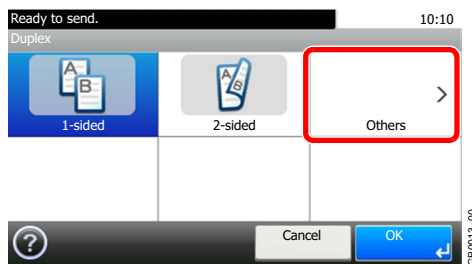 Ready to send.
10:10
Duplex
A
B
1-sided
A
B
2-sided
Others
?
Cancel
OK